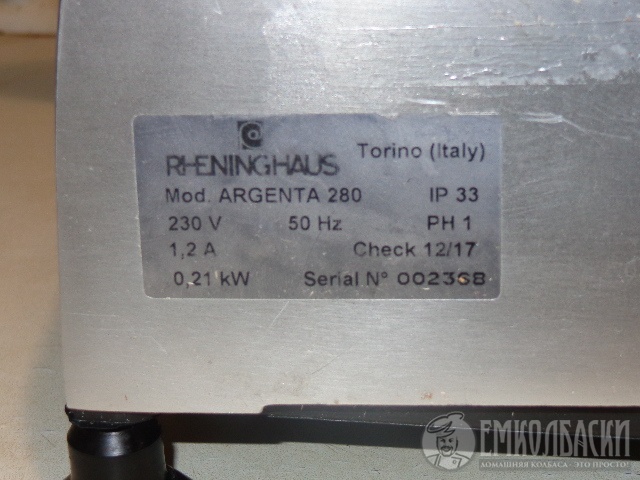 RHENINGHAUS Torino (Italy)
Mod. ARGENTA 280 IP 33
230 V 50 Hz PH 1
1,2 A Check 12/17
0,21 kW Serial N° 002368
ЕМКОЛБАСКИ
ДОМАШНЯЯ КОЛБАСА - ЭТО ПРОСТО!